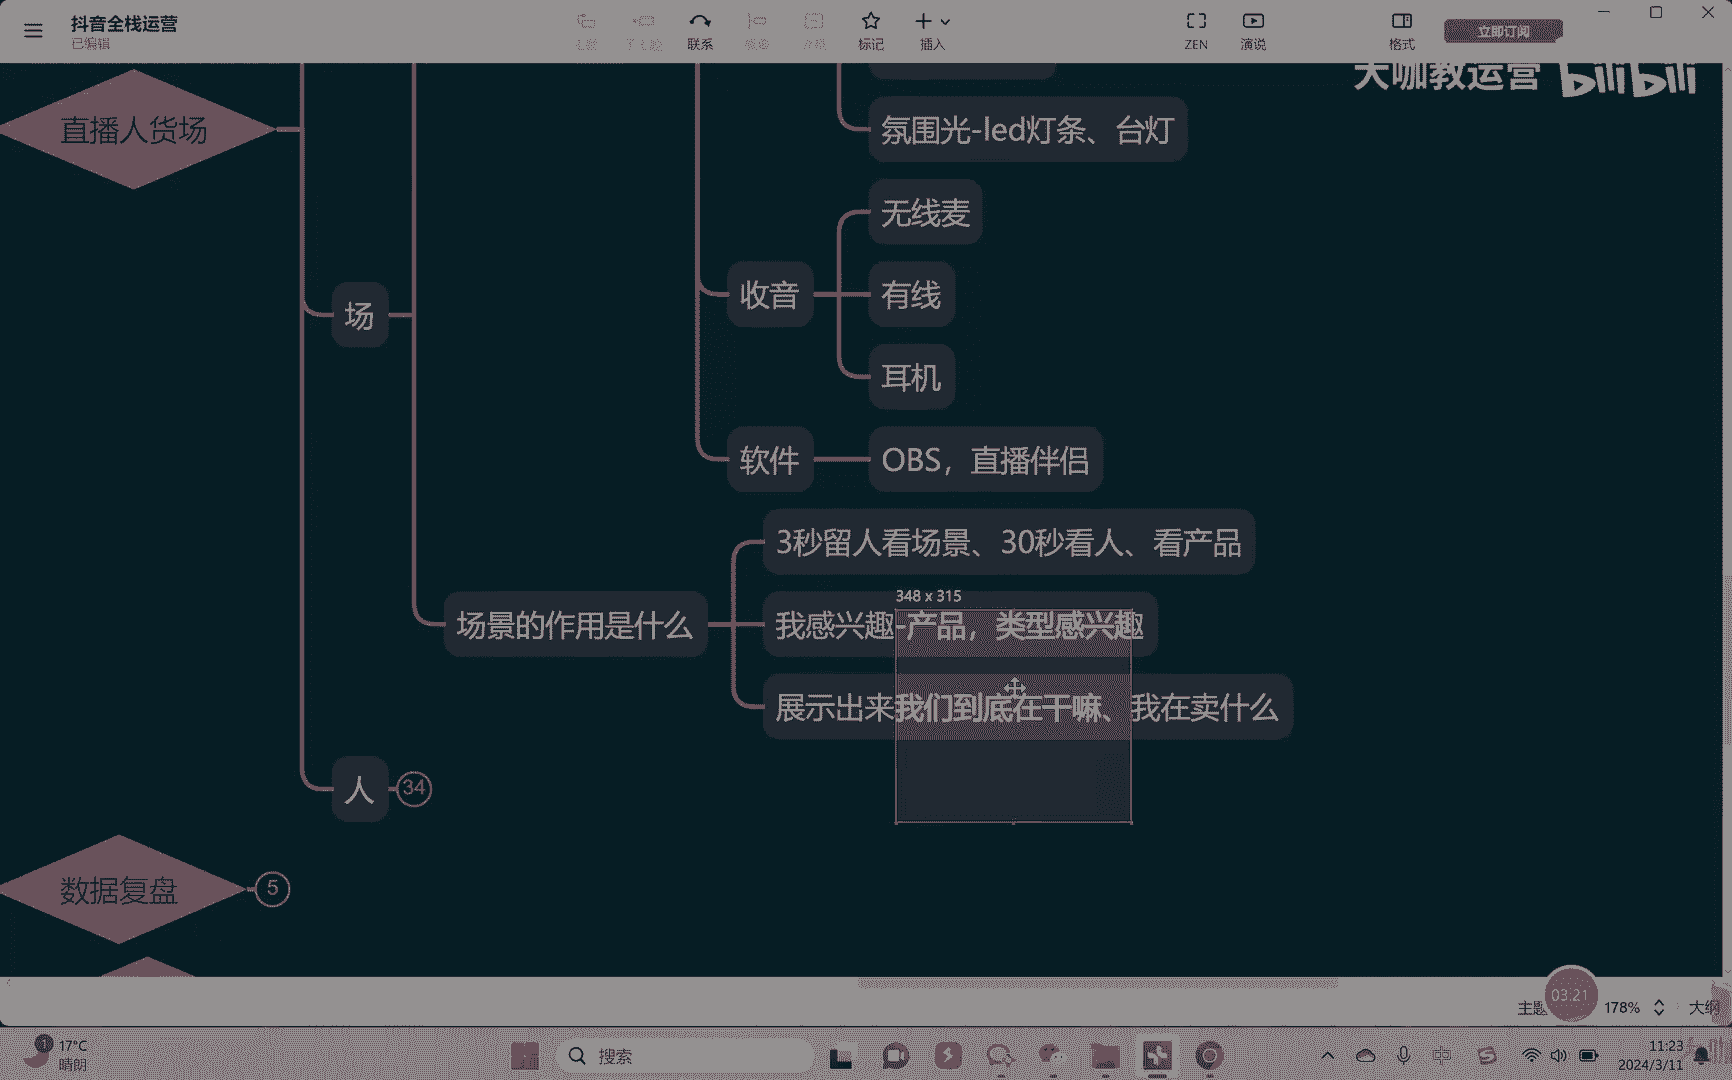 抖音全栈运营
已编辑
联系
标记
插入
ZEN
演说
格式
立即订阅
大咖教运营 bilibili
直播人货场
氛围光-led灯条、台灯
无线麦
收音
有线
场
耳机
软件
OBS，直播伴侣
3秒留人看场景、30秒看人、看产品
348 x 315
场景的作用是什么
我感兴趣-产品，类型感兴趣
展示出来我们到底在干嘛、我在卖什么
人
34
数据复盘
5
主题
03:21
178%
大纲
1
17°C
晴朗
搜索
中
11:23
2024/3/11